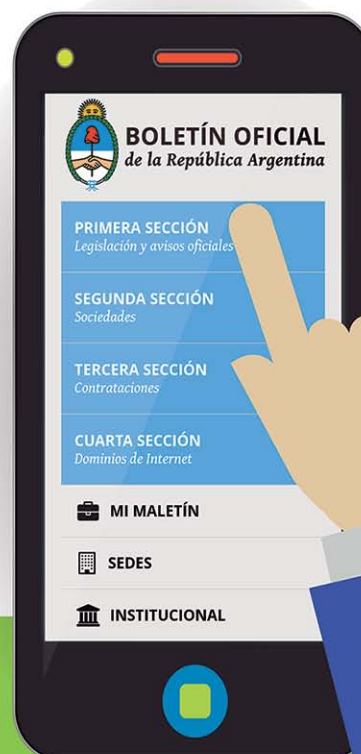 BOLETÍN OFICIAL
de la República Argentina
PRIMERA SECCIÓN
Legislación y avisos oficiales
SEGUNDA SECCIÓN
Sociedades
TERCERA SECCIÓN
Contrataciones
CUARTA SECCIÓN
Dominios de Internet
MI MALETÍN
SEDES
INSTITUCIONAL